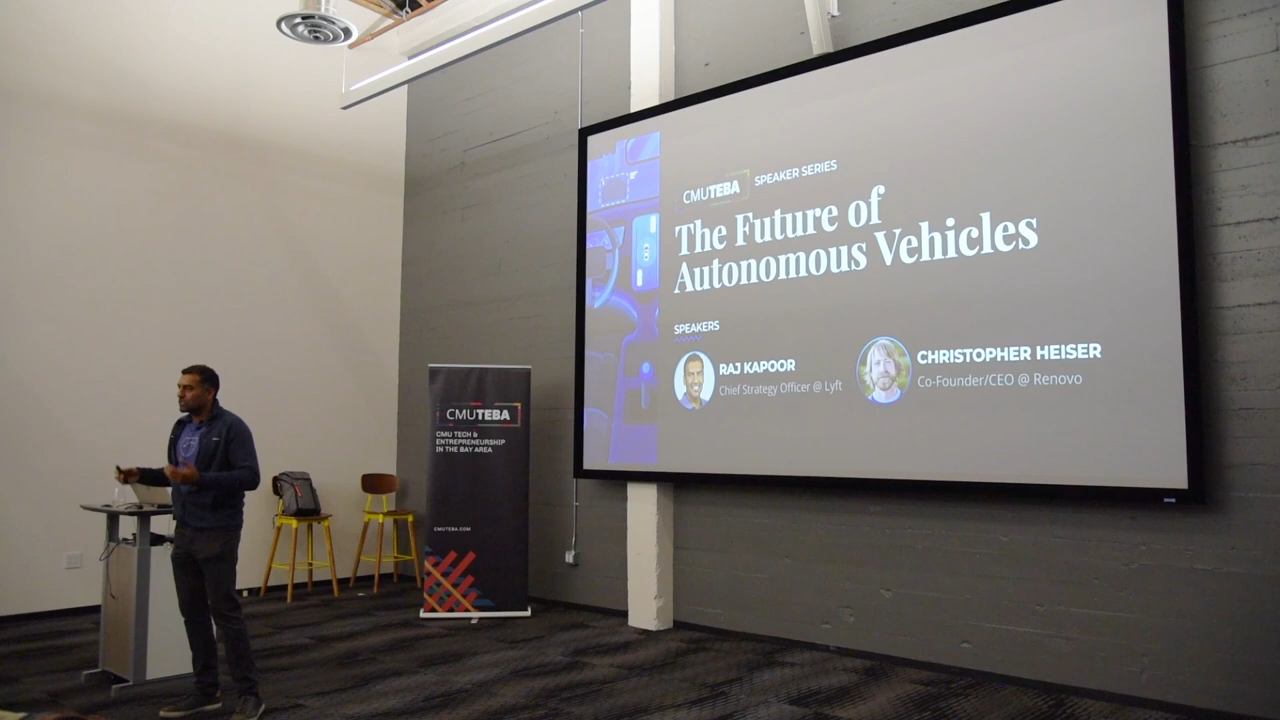 CMUTEBA SPEAKER SERIES
The Future of
Autonomous Vehicles
SPEAKERS
RAJ KAPOOR
Chief Strategy Officer @ Lyft
CHRISTOPHER HEISER
Co-Founder/CEO @ Renovo
CMUTEBA
CMU TECH &
ENTREPRENEURSHIP
IN THE BAY AREA
CMUTEBA.COM